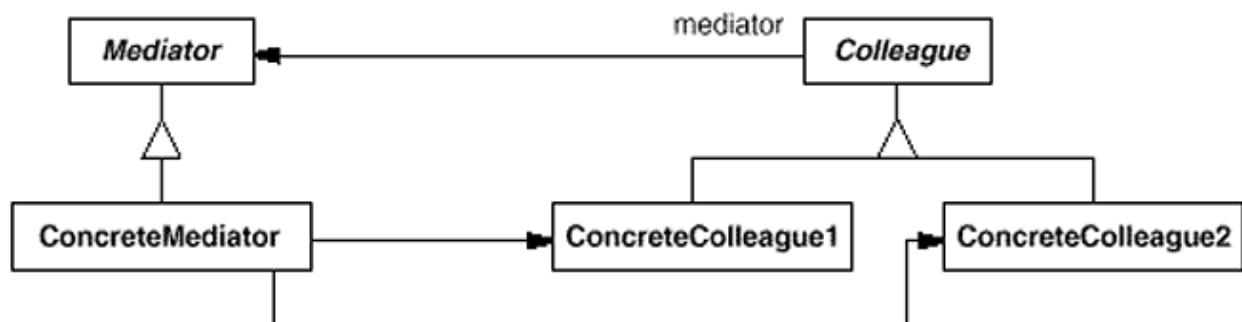 mediator
Mediator
Colleague
ConcreteMediator
ConcreteColleague1
ConcreteColleague2